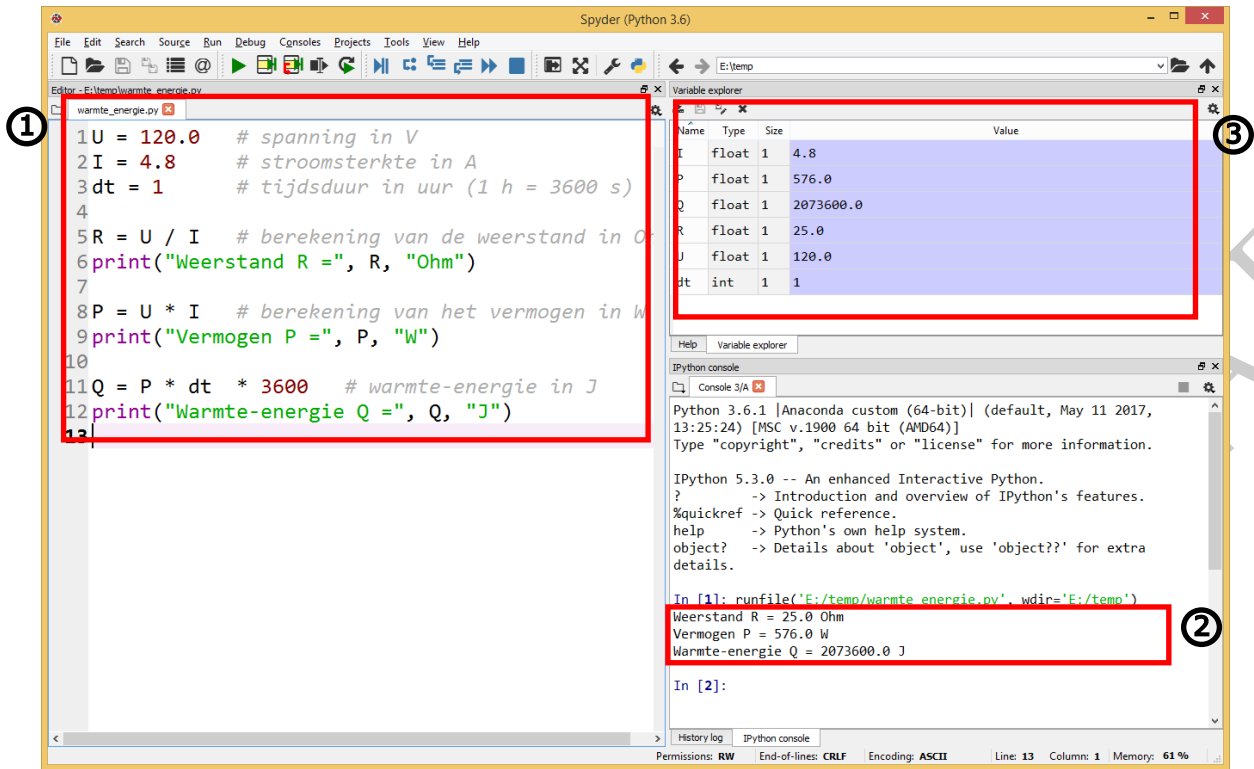 Spyder (Python 3.6)
File Edit Search Source Run Debug Consoles Projects Tools View Help
E:\temp
Editor - E:\temp\warmte_energie.py
warmte_energie.py
①
1 U = 120.0 # spanning in V
2 I = 4.8 # stroomsterkte in A
3 dt = 1 # tijdsduur in uur (1 h = 3600 s)
4
5 R = U / I # berekening van de weerstand in
6 print("Weerstand R =", R, "Ohm")
7
8 P = U * I # berekening van het vermogen in W
9 print("Vermogen P =", P, "W")
10
11 Q = P * dt * 3600 # warmte-energie in J
12 print("Warmte-energie Q =", Q, "J")
13
Variable explorer
③
Name Type Size Value
I float 1 4.8
P float 1 576.0
Q float 1 2073600.0
R float 1 25.0
U float 1 120.0
dt int 1 1
Help Variable explorer
IPython console
Console 3/A
Python 3.6.1 |Anaconda custom (64-bit)| (default, May 11 2017,
13:25:24) [MSC v.1900 64 bit (AMD64)]
Type "copyright", "credits" or "license" for more information.
IPython 5.3.0 -- An enhanced Interactive Python.
? -> Introduction and overview of IPython's features.
%quickref -> Quick reference.
help -> Python's own help system.
object? -> Details about 'object', use 'object??' for extra
details.
In [1]: runfile('E:/temp/warmte_energie.py', wdir='E:/temp')
Weerstand R = 25.0 Ohm
Vermogen P = 576.0 W
Warmte-energie Q = 2073600.0 J
②
In [2]:
History log IPython console
Permissions: RW End-of-lines: CRLF Encoding: ASCII Line: 13 Column: 1 Memory: 61 %